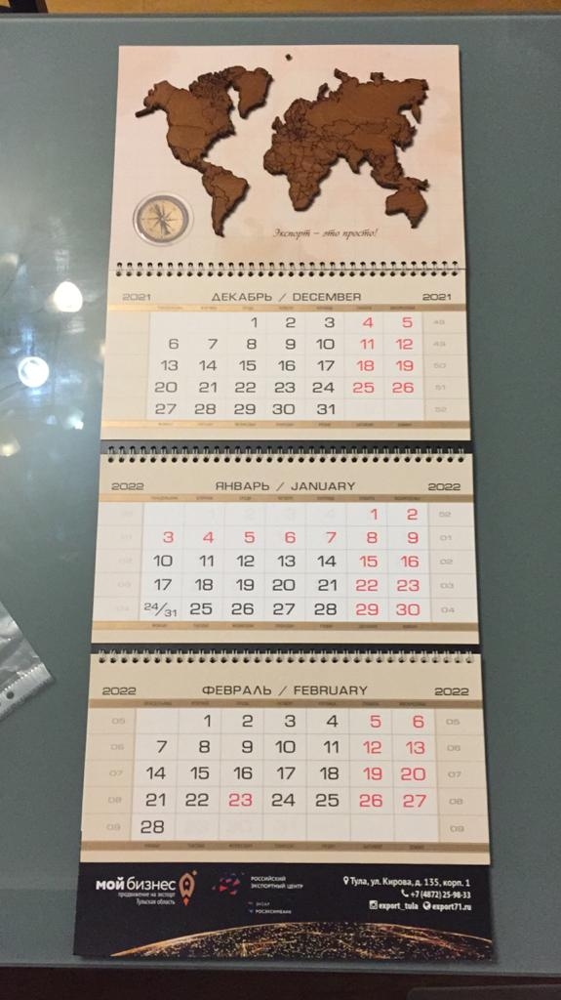 Экспорт – это просто!
2021 ДЕКАБРЬ / DECEMBER 2021
1 2 3 4 5 49
6 7 8 9 10 11 12
13 14 15 16 17 18 19 50
20 21 22 23 24 25 26 51
27 28 29 30 31 52
2022 ЯНВАРЬ / JANUARY 2022
1 2 52
01 3 4 5 6 7 8 9 01
02 10 11 12 13 14 15 16 02
03 17 18 19 20 21 22 23 03
04 24/31 25 26 27 28 29 30 04
2022 ФЕВРАЛЬ / FEBRUARY 2022
05 1 2 3 4 5 6 05
06 7 8 9 10 11 12 13 06
07 14 15 16 17 18 19 20 07
08 21 22 23 24 25 26 27 08
09 28 09
мой бизнес
продвижение на экспорт
Тульская область
РОССИЙСКИЙ
ЭКСПОРТНЫЙ ЦЕНТР
ЭКСАР
РОСЭКСИМБАНК
Тула, ул. Кирова, д. 135, корп. 1
+7 (4872) 25-98-33
export_tula export71.ru